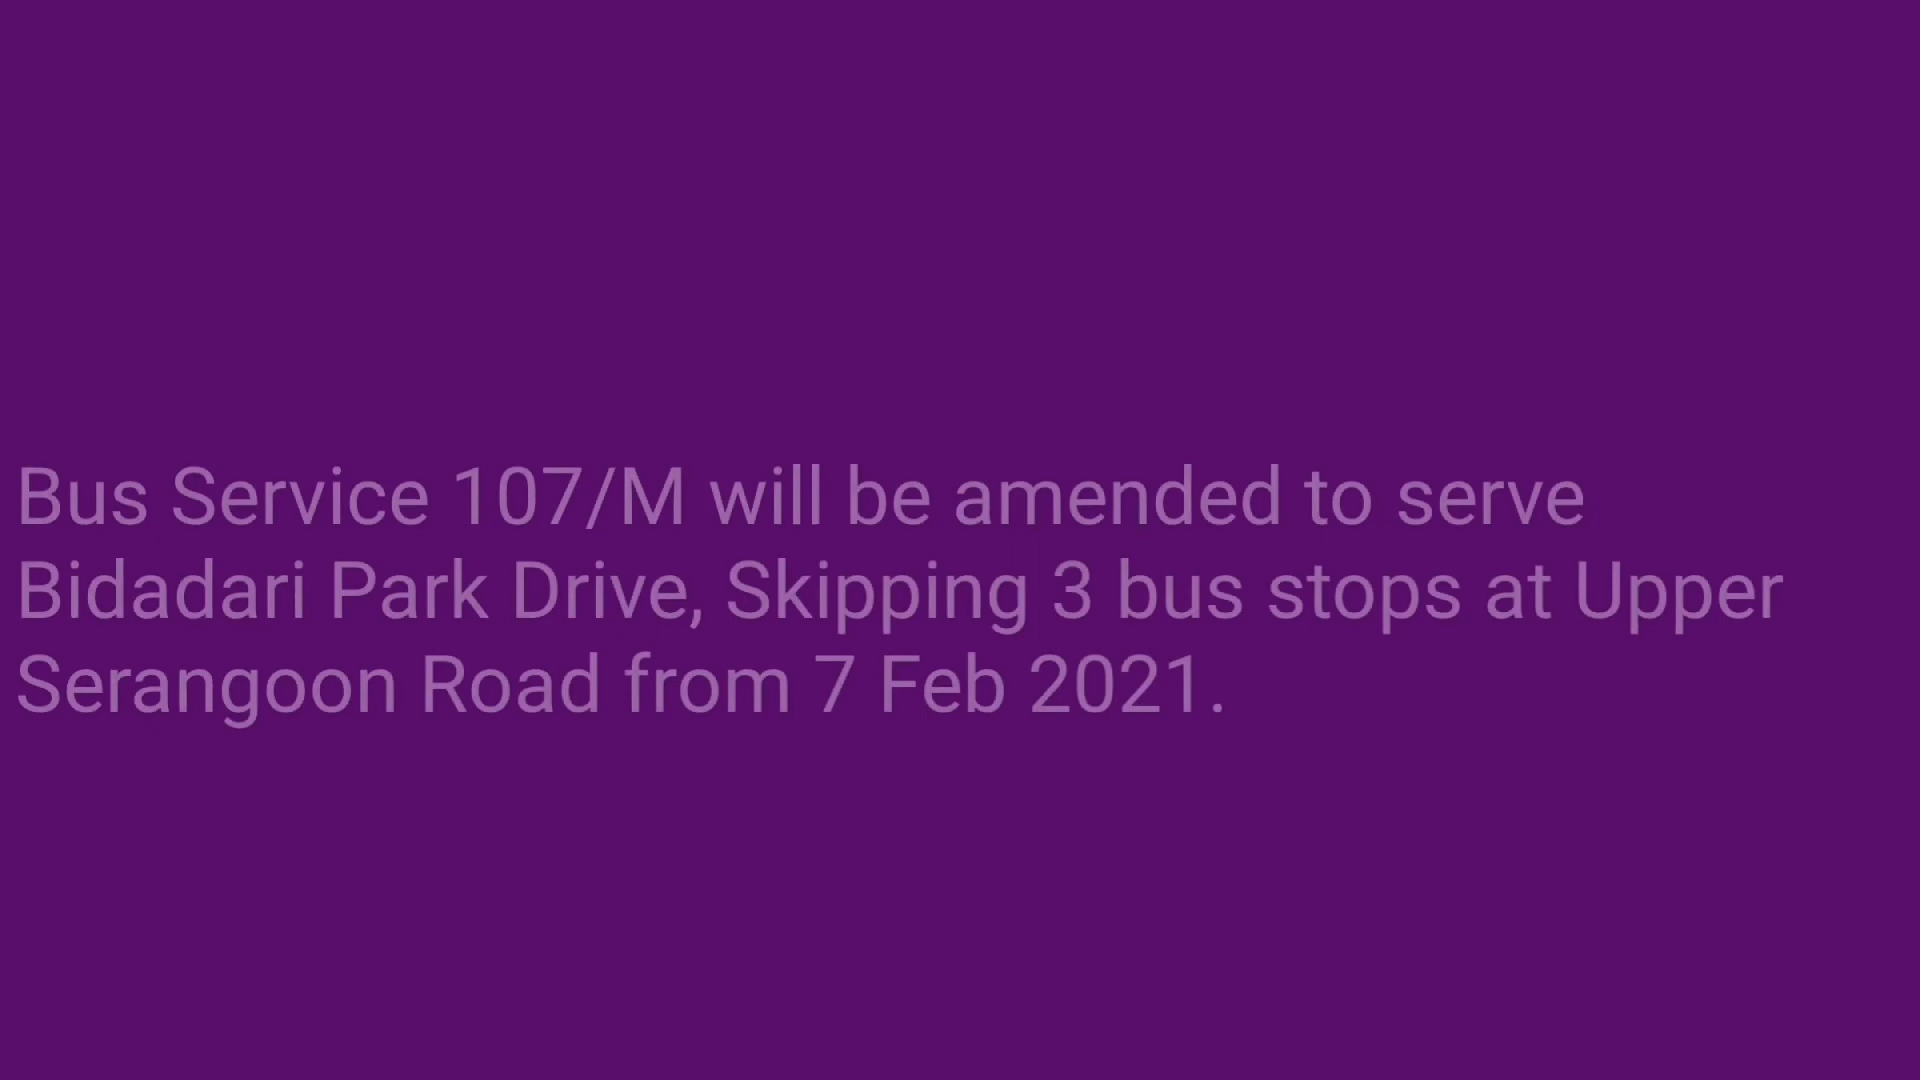 Bus Service 107/M will be amended to serve
Bidadari Park Drive, Skipping 3 bus stops at Upper
Serangoon Road from 7 Feb 2021.